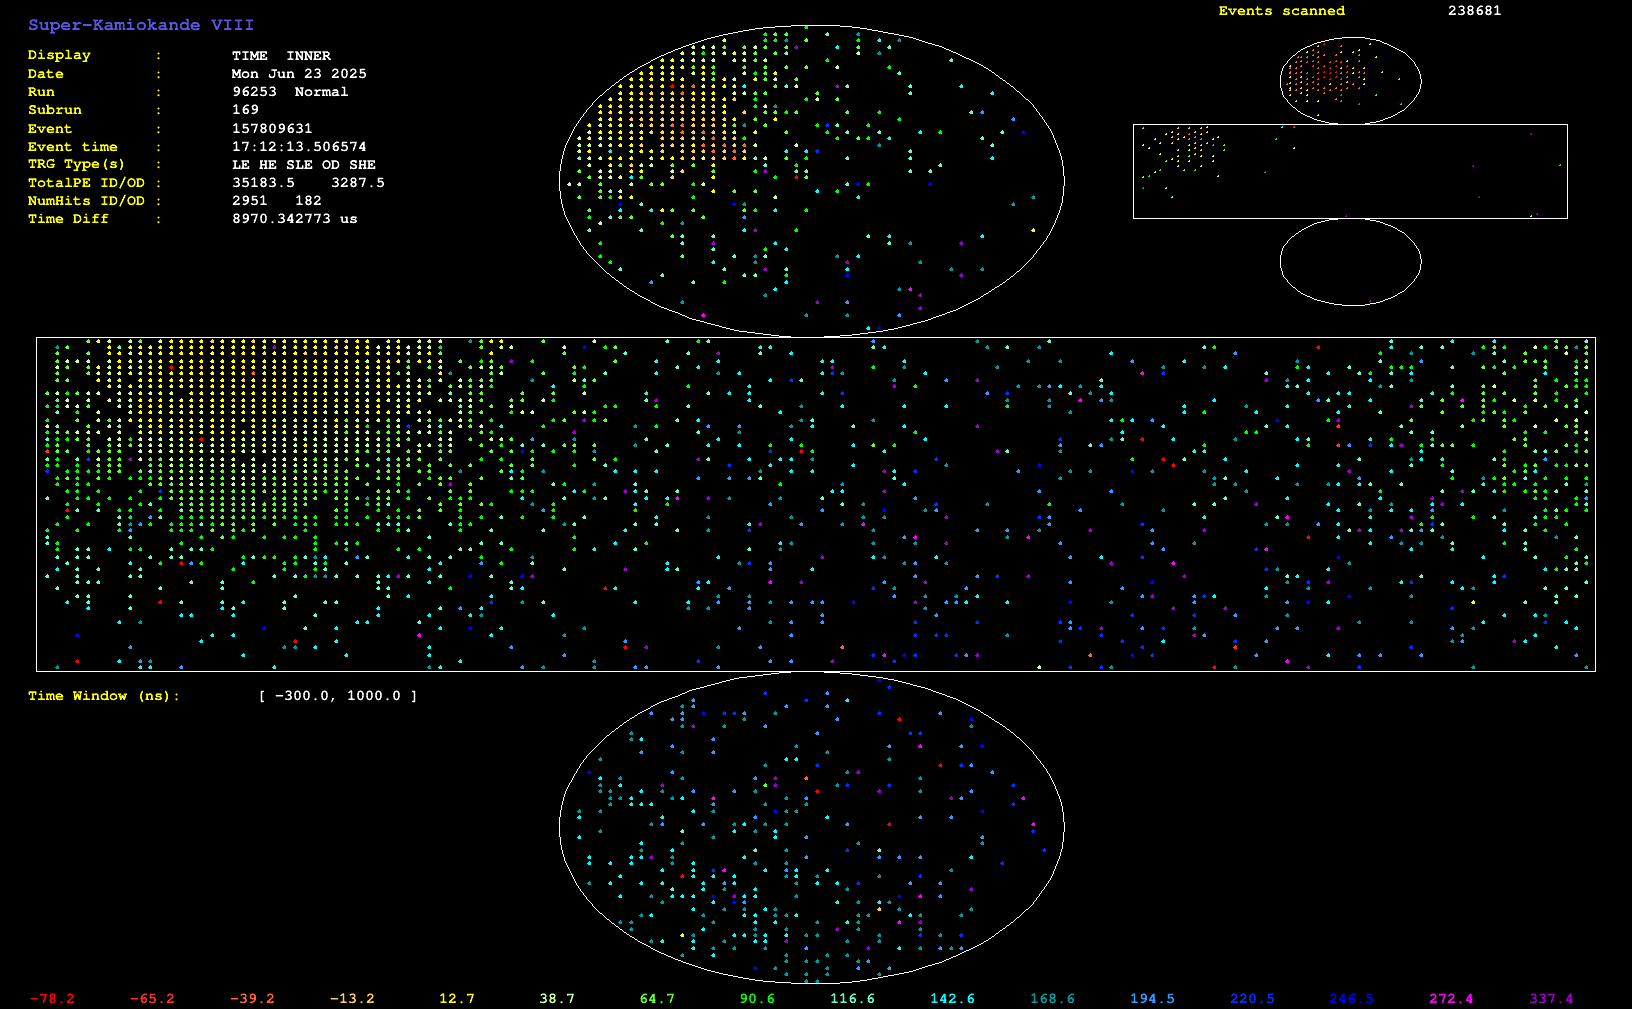 Super-Kamiokande VIII
Events scanned 238681
Display : TIME INNER
Date : Mon Jun 23 2025
Run : 96253 Normal
Subrun : 169
Event : 157809631
Event time : 17:12:13.506574
TRG Type(s) : LE HE SLE OD SHE
TotalPE ID/OD : 35183.5 3287.5
NumHits ID/OD : 2951 182
Time Diff : 8970.342773 us
Time Window (ns): [ -300.0, 1000.0 ]
-78.2 -65.2 -39.2 -13.2 12.7 38.7 64.7 90.6 116.6 142.6 168.6 194.5 220.5 246.5 272.4 337.4